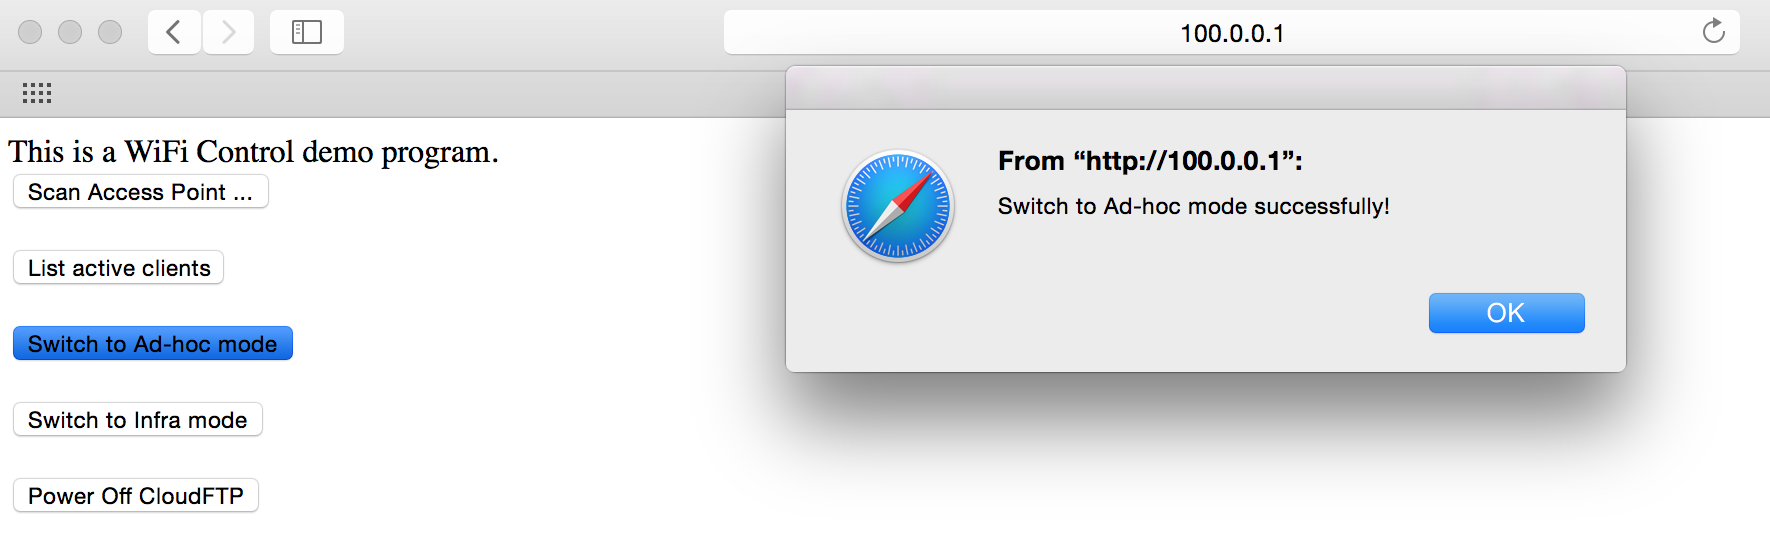 100.0.0.1
This is a WiFi Control demo program.
Scan Access Point ...
List active clients
Switch to Ad-hoc mode
Switch to Infra mode
Power Off CloudFTP
From “http://100.0.0.1”:
Switch to Ad-hoc mode successfully!
OK